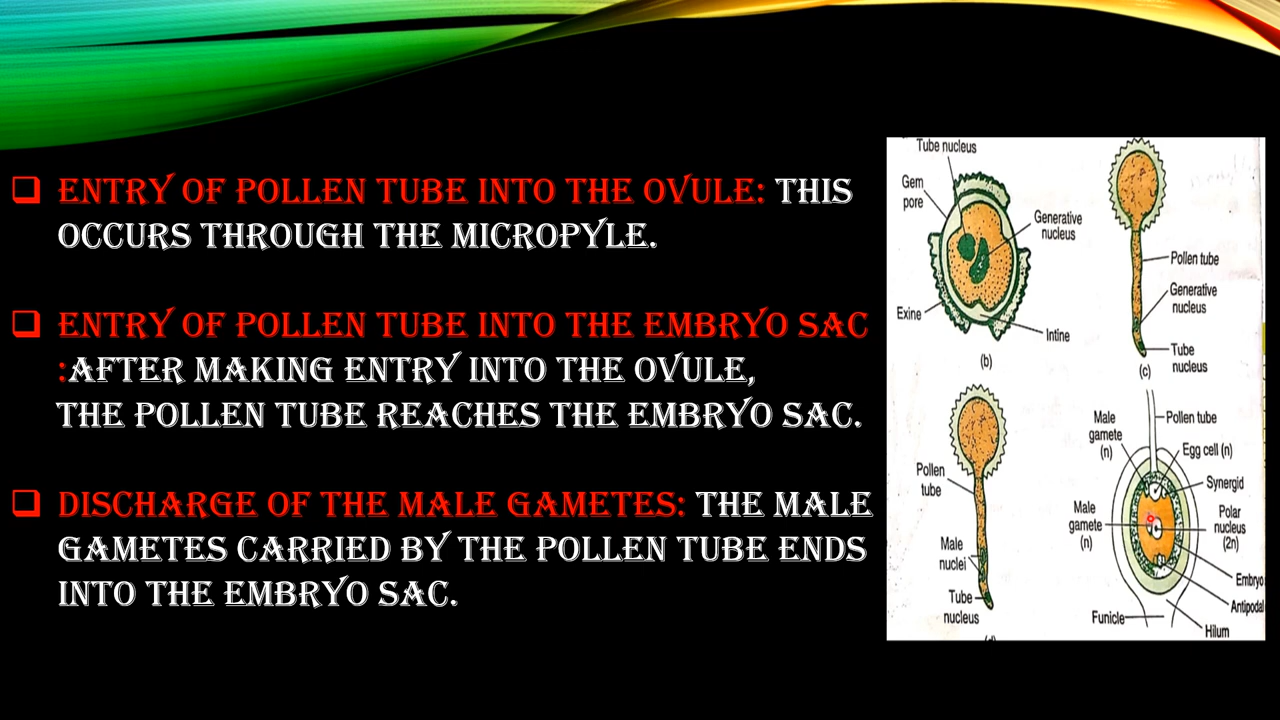 ENTRY OF POLLEN TUBE INTO THE OVULE: THIS
OCCURS THROUGH THE MICROPYLE.
ENTRY OF POLLEN TUBE INTO THE EMBRYO SAC
:AFTER MAKING ENTRY INTO THE OVULE,
THE POLLEN TUBE REACHES THE EMBRYO SAC.
DISCHARGE OF THE MALE GAMETES: THE MALE
GAMETES CARRIED BY THE POLLEN TUBE ENDS
INTO THE EMBRYO SAC.
Tube nucleus
Gem
pore
Generative
nucleus
Exine
Intine
(b)
Pollen tube
Generative
nucleus
Tube
nucleus
(c)
Pollen
tube
Male
nuclei
Tube
nucleus
Male
gamete
(n)
Pollen tube
Egg cell (n)
Synergid
Male
gamete
(n)
Polar
nucleus
(2n)
Embryo
Antipodal
Funicle
Hilum